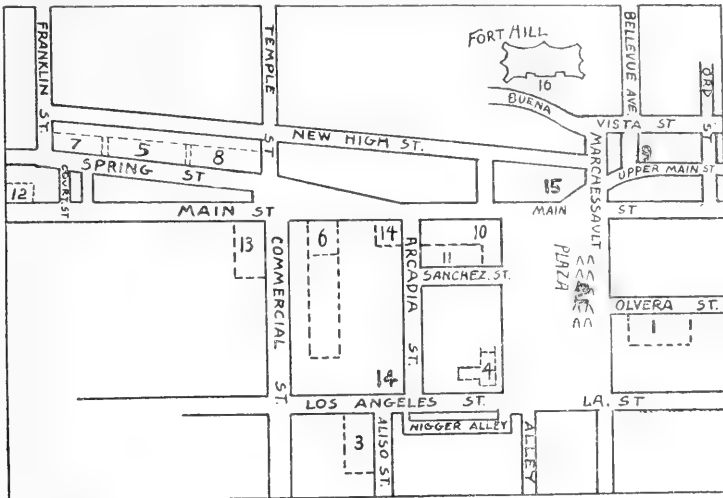 FRANKLIN ST.
TEMPLE ST
FORT HILL
16
BUENA
VISTA ST
BELLEVUE AVE.
ORD ST
NEW HIGH ST.
MARCHESSAULT
7
5
8
SPRING ST
COURT ST
12
UPPER MAIN ST
15
MAIN ST
MAIN ST
13
COMMERCIAL ST.
6
14
ARCADIA ST.
10
11
SANCHEZ. ST.
PLAZA
OLVERA ST.
1
4
14
LOS ANGELES ST.
LA. ST
3
ALISO ST.
NIGGER ALLEY
ALLEY